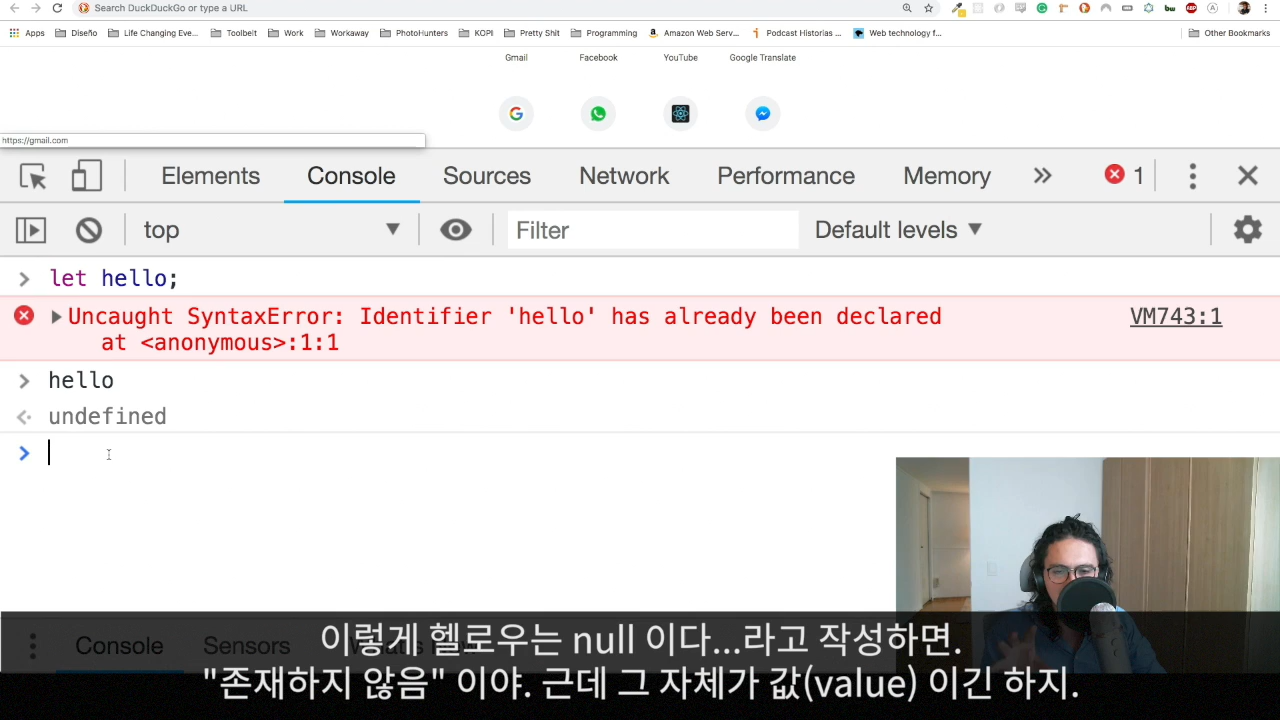 Search DuckDuckGo or type a URL
Apps Diseño Life Changing Eve... Toolbelt Work Workaway PhotoHunters KOPI Pretty Shit Programming Amazon Web Serv... Podcast Historias ... Web technology f... Other Bookmarks
Gmail Facebook YouTube Google Translate
https://gmail.com
Elements Console Sources Network Performance Memory 1
top Filter Default levels
let hello;
Uncaught SyntaxError: Identifier 'hello' has already been declared VM743:1
at <anonymous>:1:1
hello
undefined
Console Sensors
이렇게 헬로우는 null 이다...라고 작성하면.
"존재하지 않음" 이야. 근데 그 자체가 값(value) 이긴 하지.